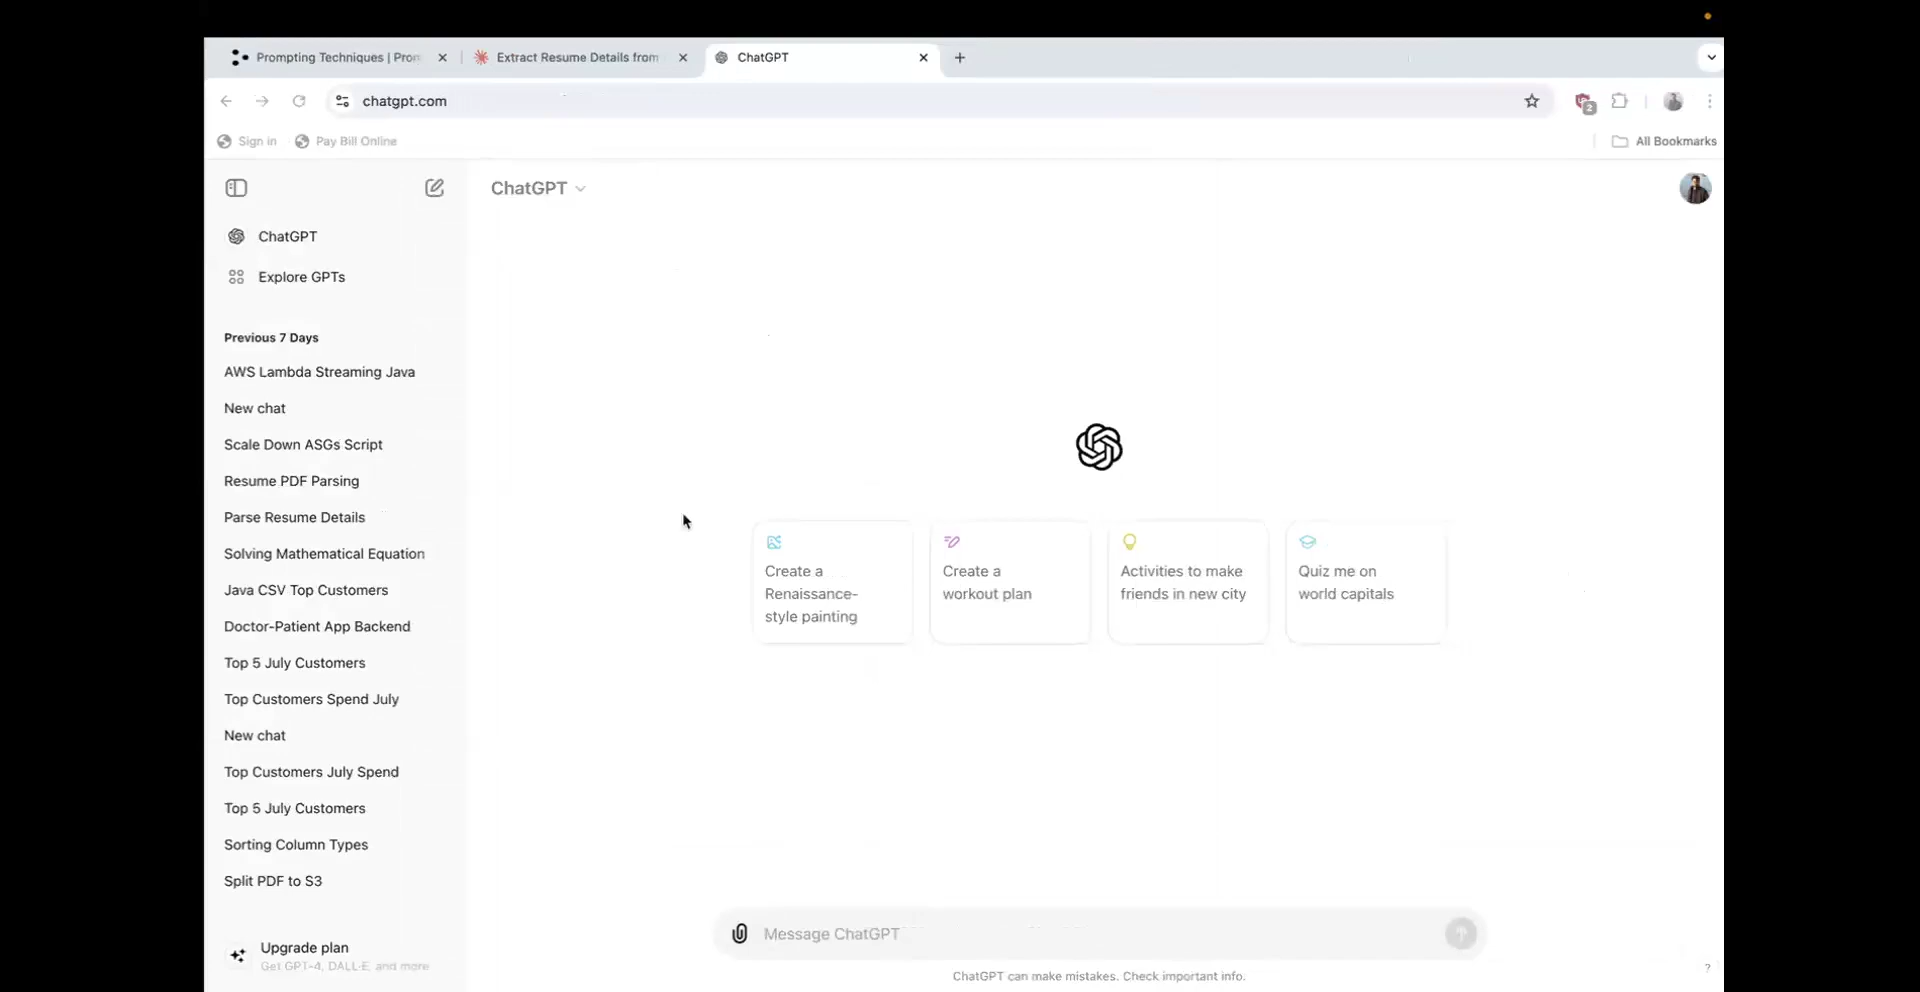 Prompting Techniques | Pro
Extract Resume Details from
ChatGPT
chatgpt.com
2
Sign in
Pay Bill Online
All Bookmarks
ChatGPT
ChatGPT
Explore GPTs
Previous 7 Days
AWS Lambda Streaming Java
New chat
Scale Down ASGs Script
Resume PDF Parsing
Parse Resume Details
Solving Mathematical Equation
Java CSV Top Customers
Doctor-Patient App Backend
Top 5 July Customers
Top Customers Spend July
New chat
Top Customers July Spend
Top 5 July Customers
Sorting Column Types
Split PDF to S3
Upgrade plan
Get GPT-4, DALL·E, and more
Create a
Renaissance-
style painting
Create a
workout plan
Activities to make
friends in new city
Quiz me on
world capitals
Message ChatGPT
ChatGPT can make mistakes. Check important info.
?